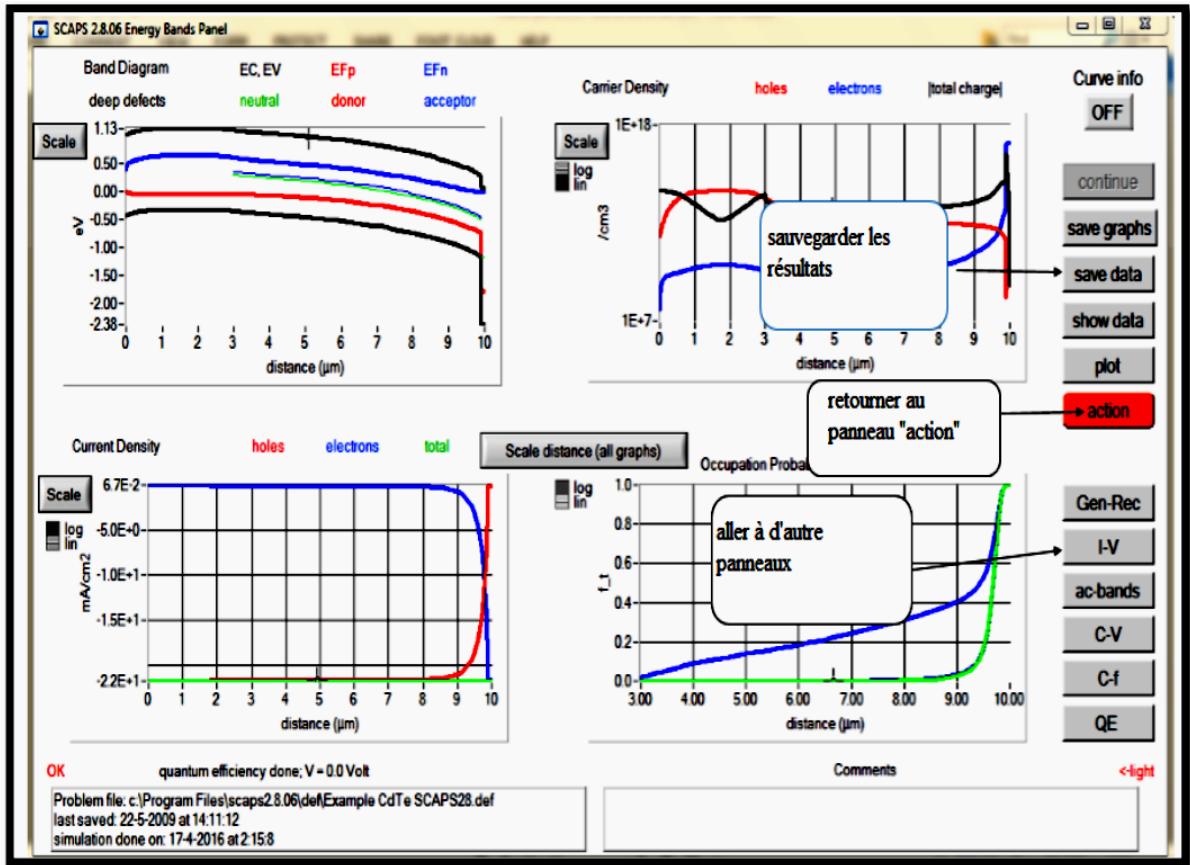 SCAPS 2.8.06 Energy Bands Panel
Band Diagram EC, EV EFp EFn
deep defects neutral donor acceptor
Scale
1.13
0.50
0.00
-0.50
-1.00
-1.50
-2.00
-2.38
eV
0 1 2 3 4 5 6 7 8 9 10
distance (µm)
Carrier Density holes electrons |total charge|
Scale
log
lin
1E+18
/cm3
1E+7
0 1 2 3 4 5 6 7 8 9 10
distance (µm)
sauvegarder les
résultats
Curve info
OFF
continue
save graphs
save data
show data
plot
action
retourner au
panneau "action"
Current Density holes electrons total
Scale distance (all graphs)
Scale
log
lin
6.7E-2
-5.0E+0
-1.0E+1
-1.5E+1
-2.2E+1
mA/cm2
0 1 2 3 4 5 6 7 8 9 10
distance (µm)
Occupation Proba
log
lin
1.0
0.8
0.6
0.4
0.2
0.0
f_t
3.00 4.00 5.00 6.00 7.00 8.00 9.00 10.00
distance (µm)
aller à d'autre
panneaux
Gen-Rec
I-V
ac-bands
C-V
C-f
QE
OK quantum efficiency done; V = 0.0 Volt
Comments
<-light
Problem file: c:\Program Files\scaps2.8.06\def\Example CdTe SCAPS28.def
last saved: 22-5-2009 at 14:11:12
simulation done on: 17-4-2016 at 2:15:8